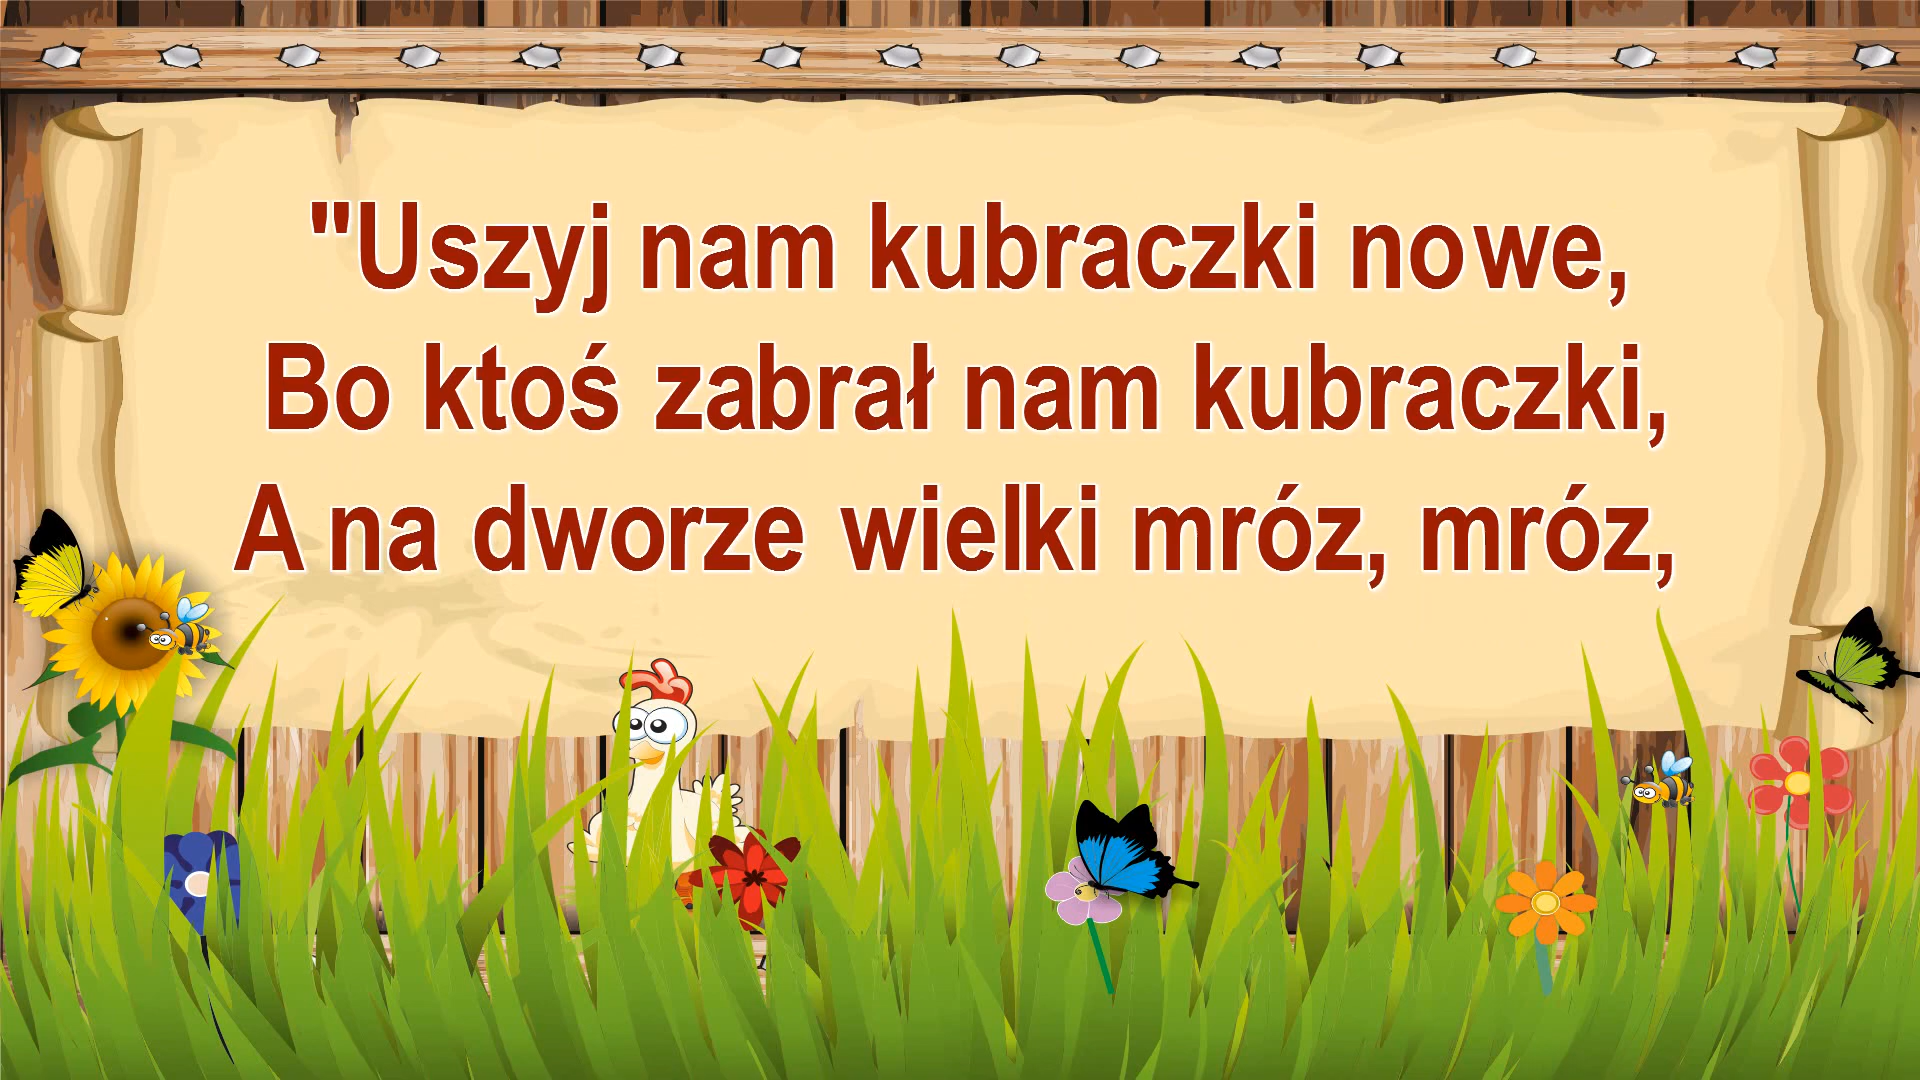 "Uszyj nam kubraczki nowe,
Bo ktoś zabrał nam kubraczki,
A na dworze wielki mróz, mróz,